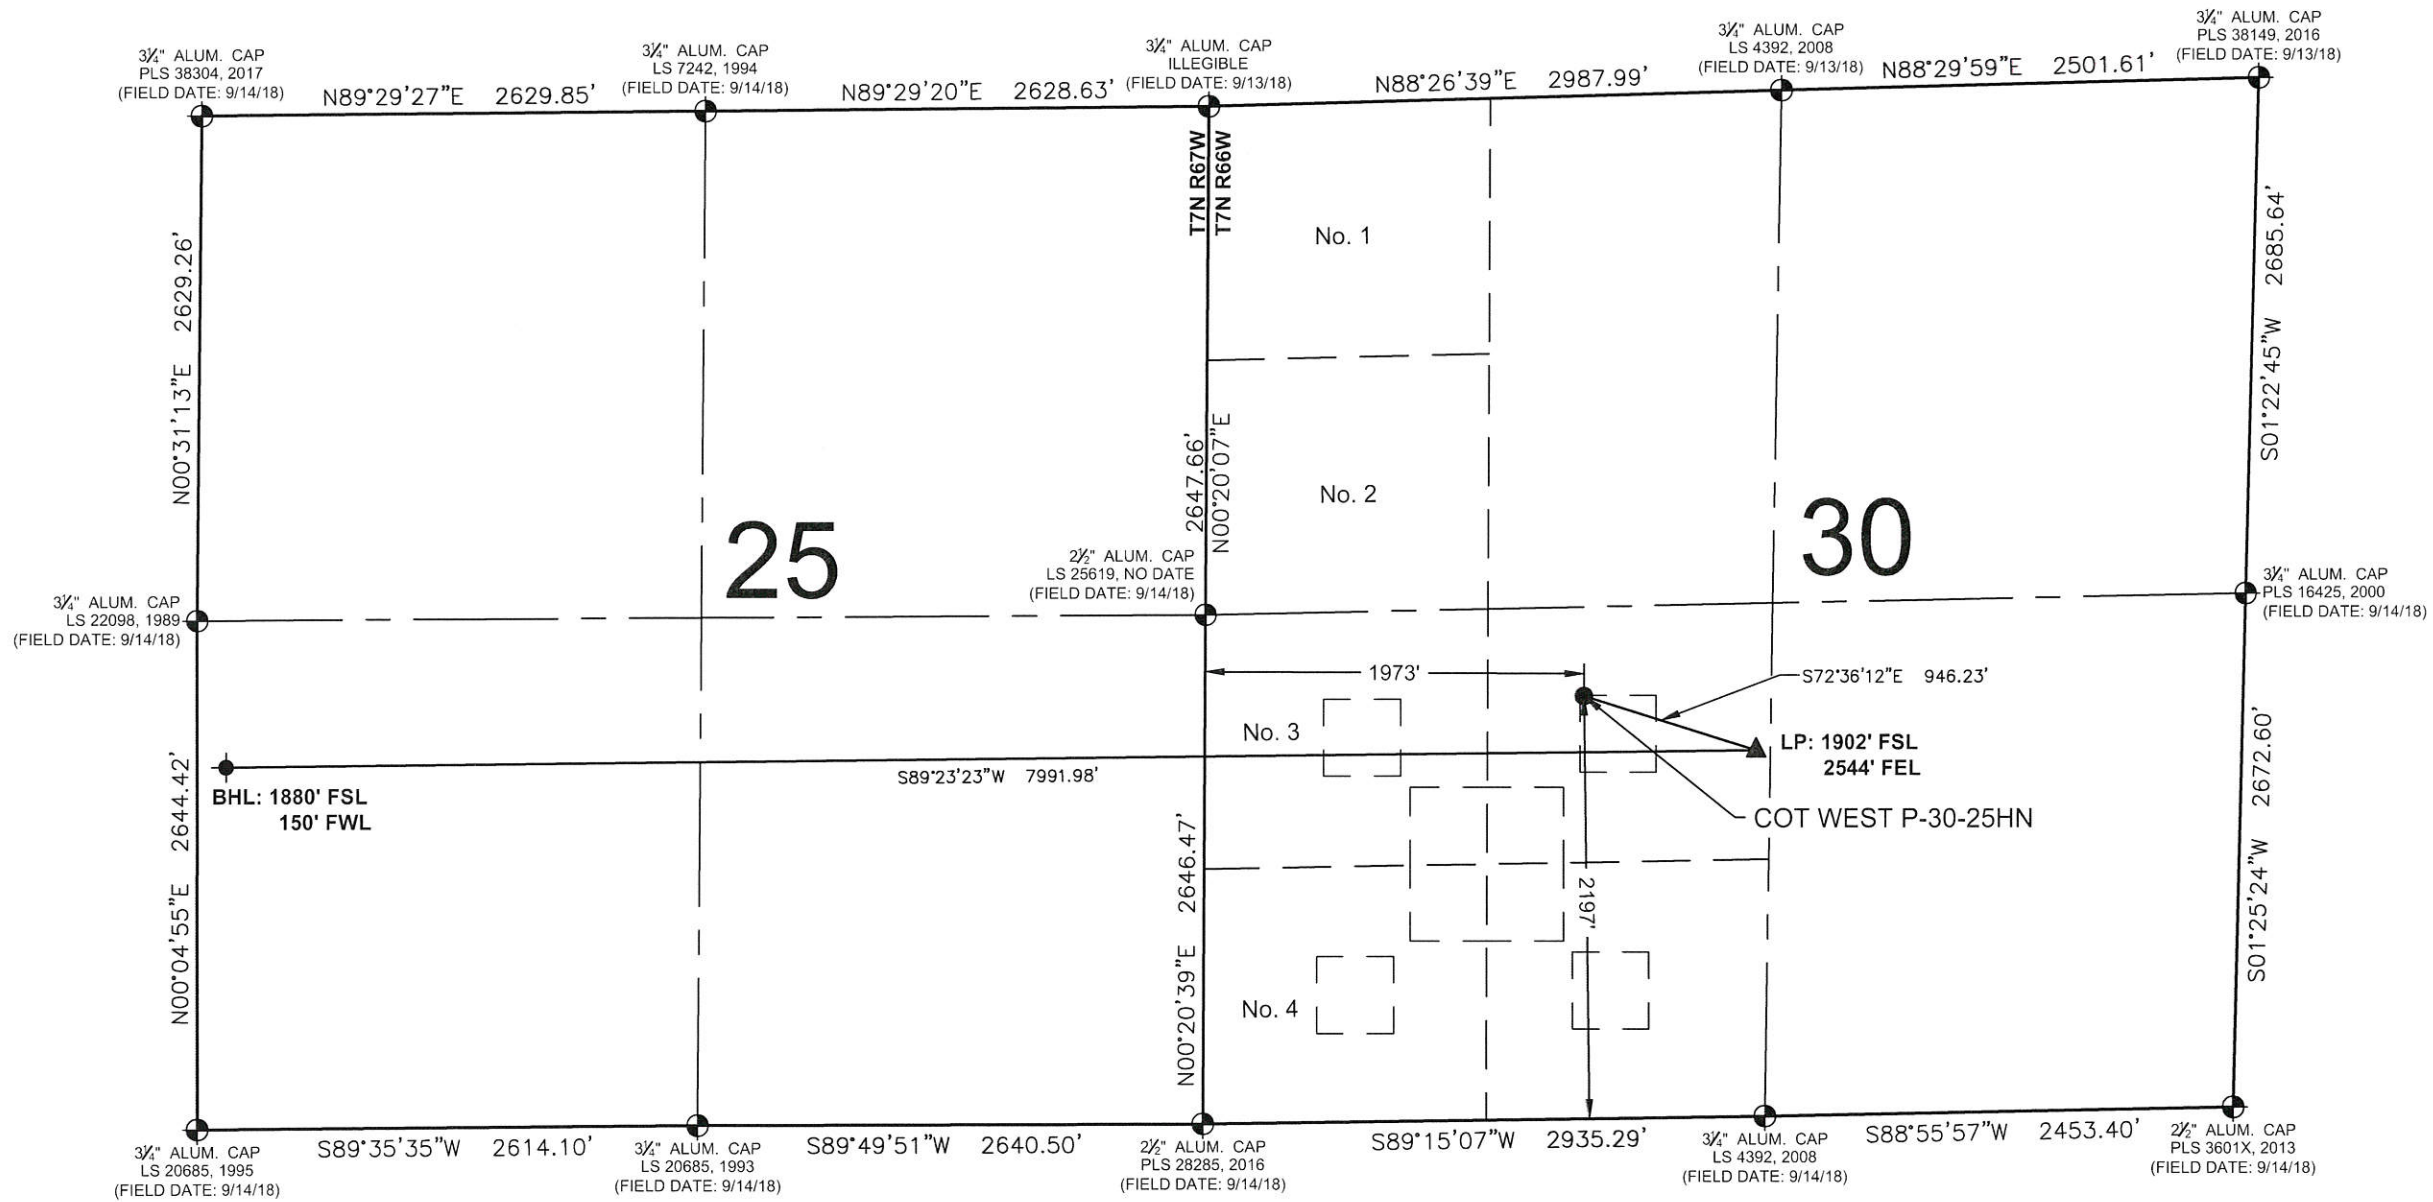 3¼" ALUM. CAP
PLS 38304, 2017
(FIELD DATE: 9/14/18)
N89°29'27"E 2629.85'
3¼" ALUM. CAP
LS 7242, 1994
(FIELD DATE: 9/14/18)
N89°29'20"E 2628.63'
3¼" ALUM. CAP
ILLEGIBLE
(FIELD DATE: 9/13/18)
N88°26'39"E 2987.99'
3¼" ALUM. CAP
LS 4392, 2008
(FIELD DATE: 9/13/18)
N88°29'59"E 2501.61'
3¼" ALUM. CAP
PLS 38149, 2016
(FIELD DATE: 9/13/18)
T7N R67W
T7N R66W
N00°31'13"E 2629.26'
No. 1
S01°22'45"W 2685.64'
No. 2
2647.66'
N00°20'07"E
25
30
2½" ALUM. CAP
LS 25619, NO DATE
(FIELD DATE: 9/14/18)
3¼" ALUM. CAP
LS 22098, 1989
(FIELD DATE: 9/14/18)
3¼" ALUM. CAP
PLS 16425, 2000
(FIELD DATE: 9/14/18)
1973'
S72°36'12"E 946.23'
No. 3
LP: 1902' FSL
2544' FEL
S89°23'23"W 7991.98'
BHL: 1880' FSL
150' FWL
COT WEST P-30-25HN
N00°04'55"E 2644.42'
N00°20'39"E 2646.47'
2197'
S01°25'24"W 2672.60'
No. 4
3¼" ALUM. CAP
LS 20685, 1995
(FIELD DATE: 9/14/18)
S89°35'35"W 2614.10'
3¼" ALUM. CAP
LS 20685, 1993
(FIELD DATE: 9/14/18)
S89°49'51"W 2640.50'
2½" ALUM. CAP
PLS 28285, 2016
(FIELD DATE: 9/14/18)
S89°15'07"W 2935.29'
3¼" ALUM. CAP
LS 4392, 2008
(FIELD DATE: 9/14/18)
S88°55'57"W 2453.40'
2½" ALUM. CAP
PLS 3601X, 2013
(FIELD DATE: 9/14/18)